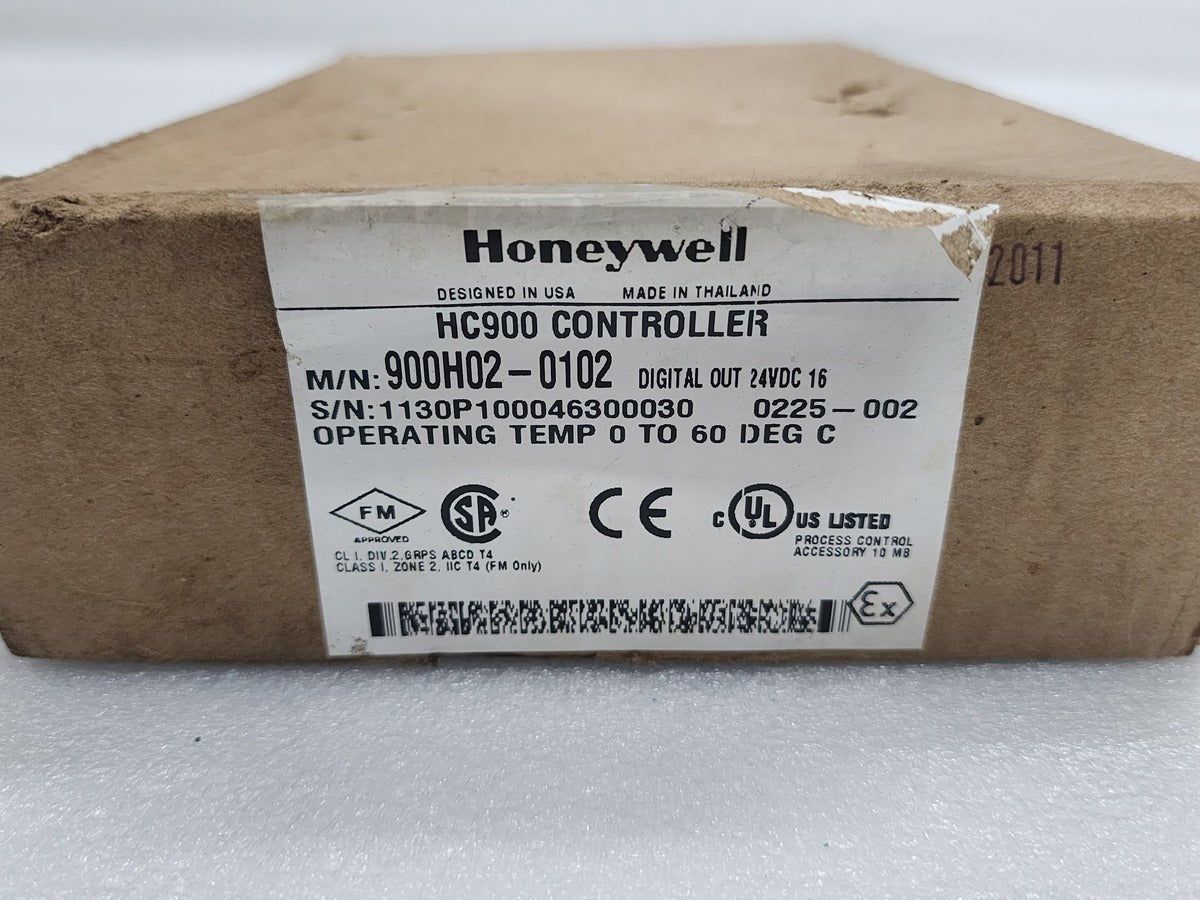 Honeywell
DESIGNED IN USA MADE IN THAILAND
2011
HC900 CONTROLLER
M/N: 900H02-0102 DIGITAL OUT 24VDC 16
S/N: 1130P100046300030 0225-002
OPERATING TEMP 0 TO 60 DEG C
FM
APPROVED
SA
CE
C UL US LISTED
PROCESS CONTROL
ACCESSORY 10 MB
CL I, DIV.2,GRPS ABCD T4
CLASS I, ZONE 2, IIC T4 (FM Only)
Ex